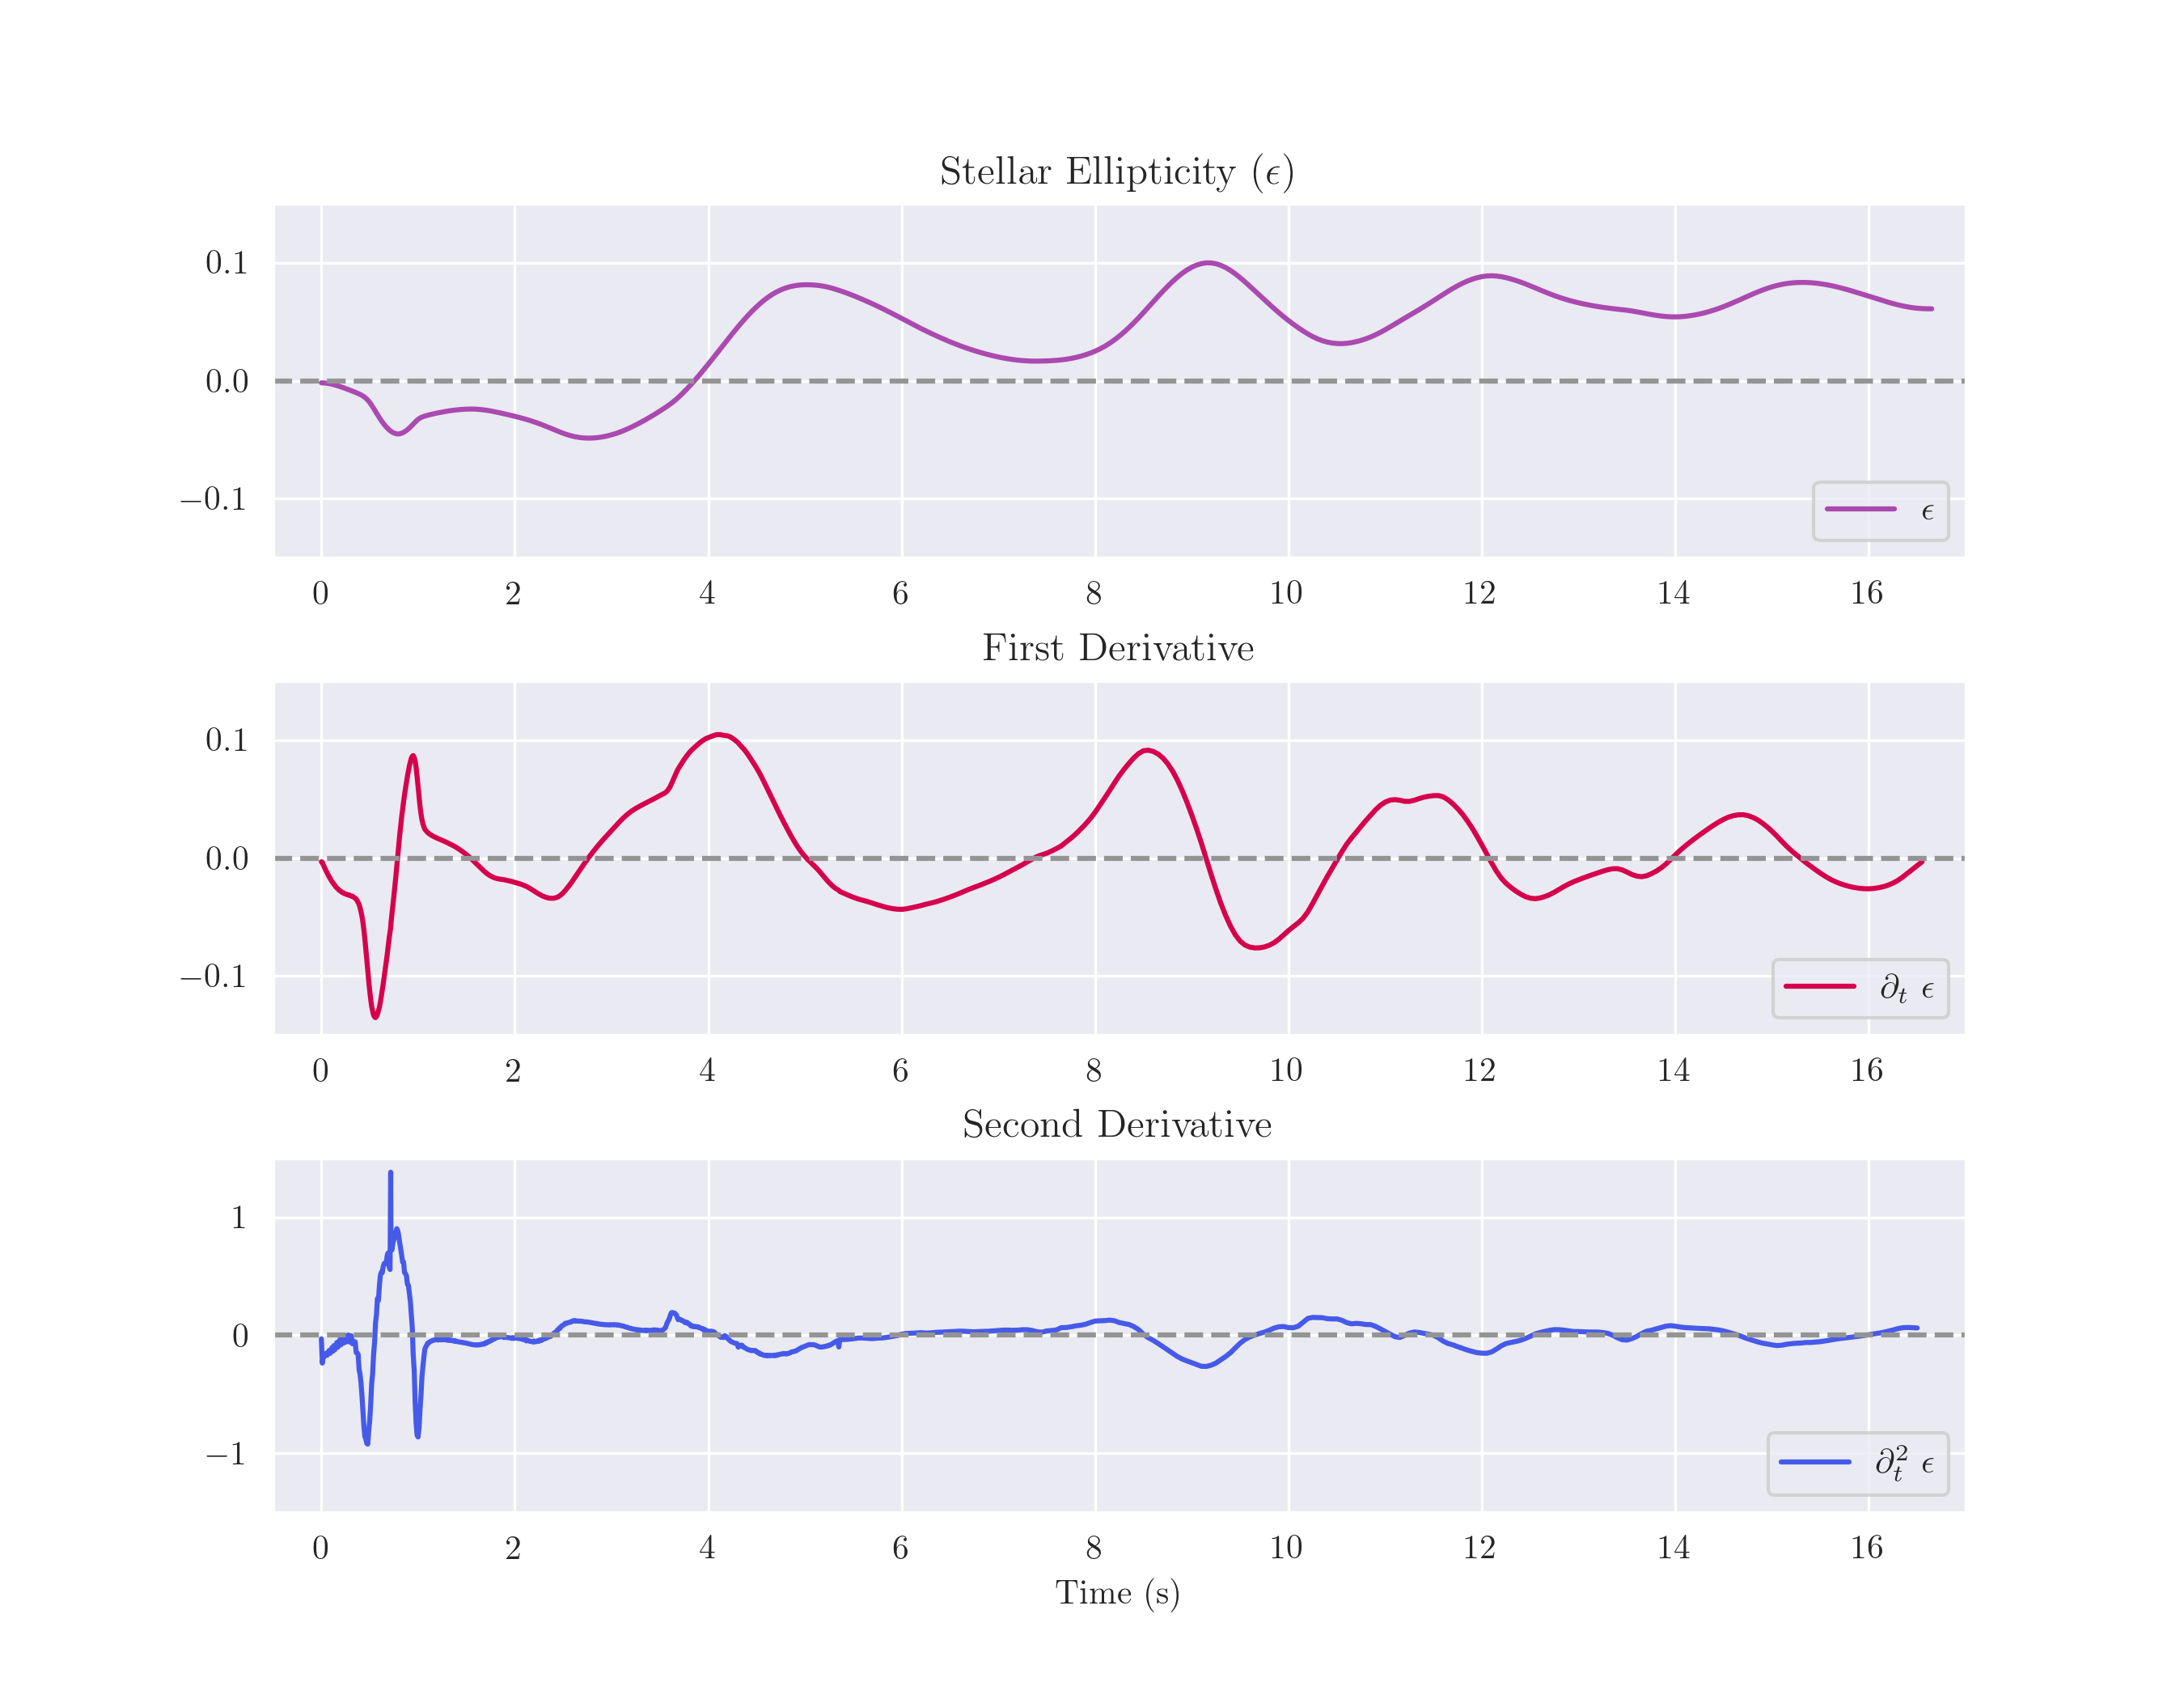 Stellar Ellipticity (ϵ)
0.1
0.0
−0.1
ϵ
0 2 4 6 8 10 12 14 16
First Derivative
0.1
0.0
−0.1
∂ₜ ϵ
0 2 4 6 8 10 12 14 16
Second Derivative
1
0
−1
∂²ₜ ϵ
0 2 4 6 8 10 12 14 16
Time (s)